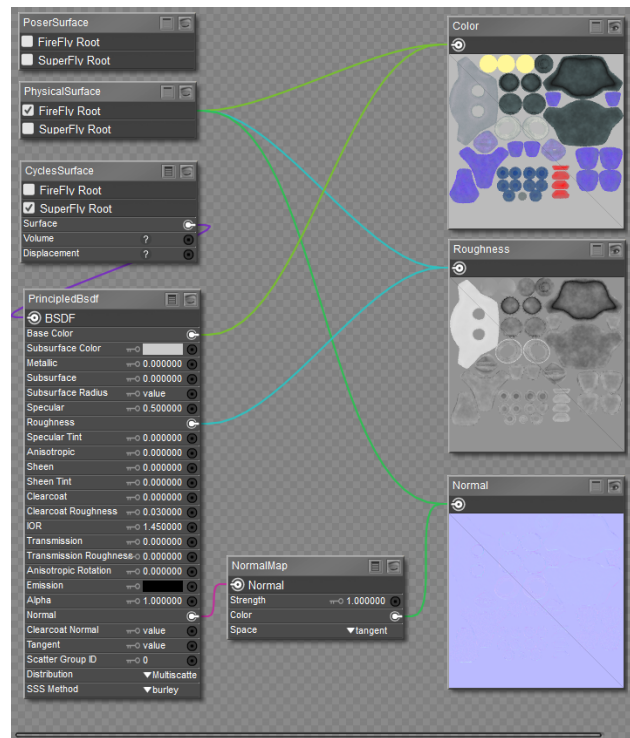 PoserSurface
FireFly Root
SuperFly Root
PhysicalSurface
FireFly Root
SuperFly Root
CyclesSurface
FireFly Root
SuperFly Root
Surface
Volume ?
Displacement ?
PrincipledBsdf
BSDF
Base Color
Subsurface Color
Metallic 0.000000
Subsurface 0.000000
Subsurface Radius value
Specular 0.500000
Roughness
Specular Tint 0.000000
Anisotropic 0.000000
Sheen 0.000000
Sheen Tint 0.000000
Clearcoat 0.000000
Clearcoat Roughness 0.030000
IOR 1.450000
Transmission 0.000000
Transmission Roughness 0.000000
Anisotropic Rotation 0.000000
Emission
Alpha 1.000000
Normal
Clearcoat Normal value
Tangent value
Scatter Group ID 0
Distribution ▼Multiscatte
SSS Method ▼burley
NormalMap
Normal
Strength 1.000000
Color
Space ▼tangent
Color
Roughness
Normal